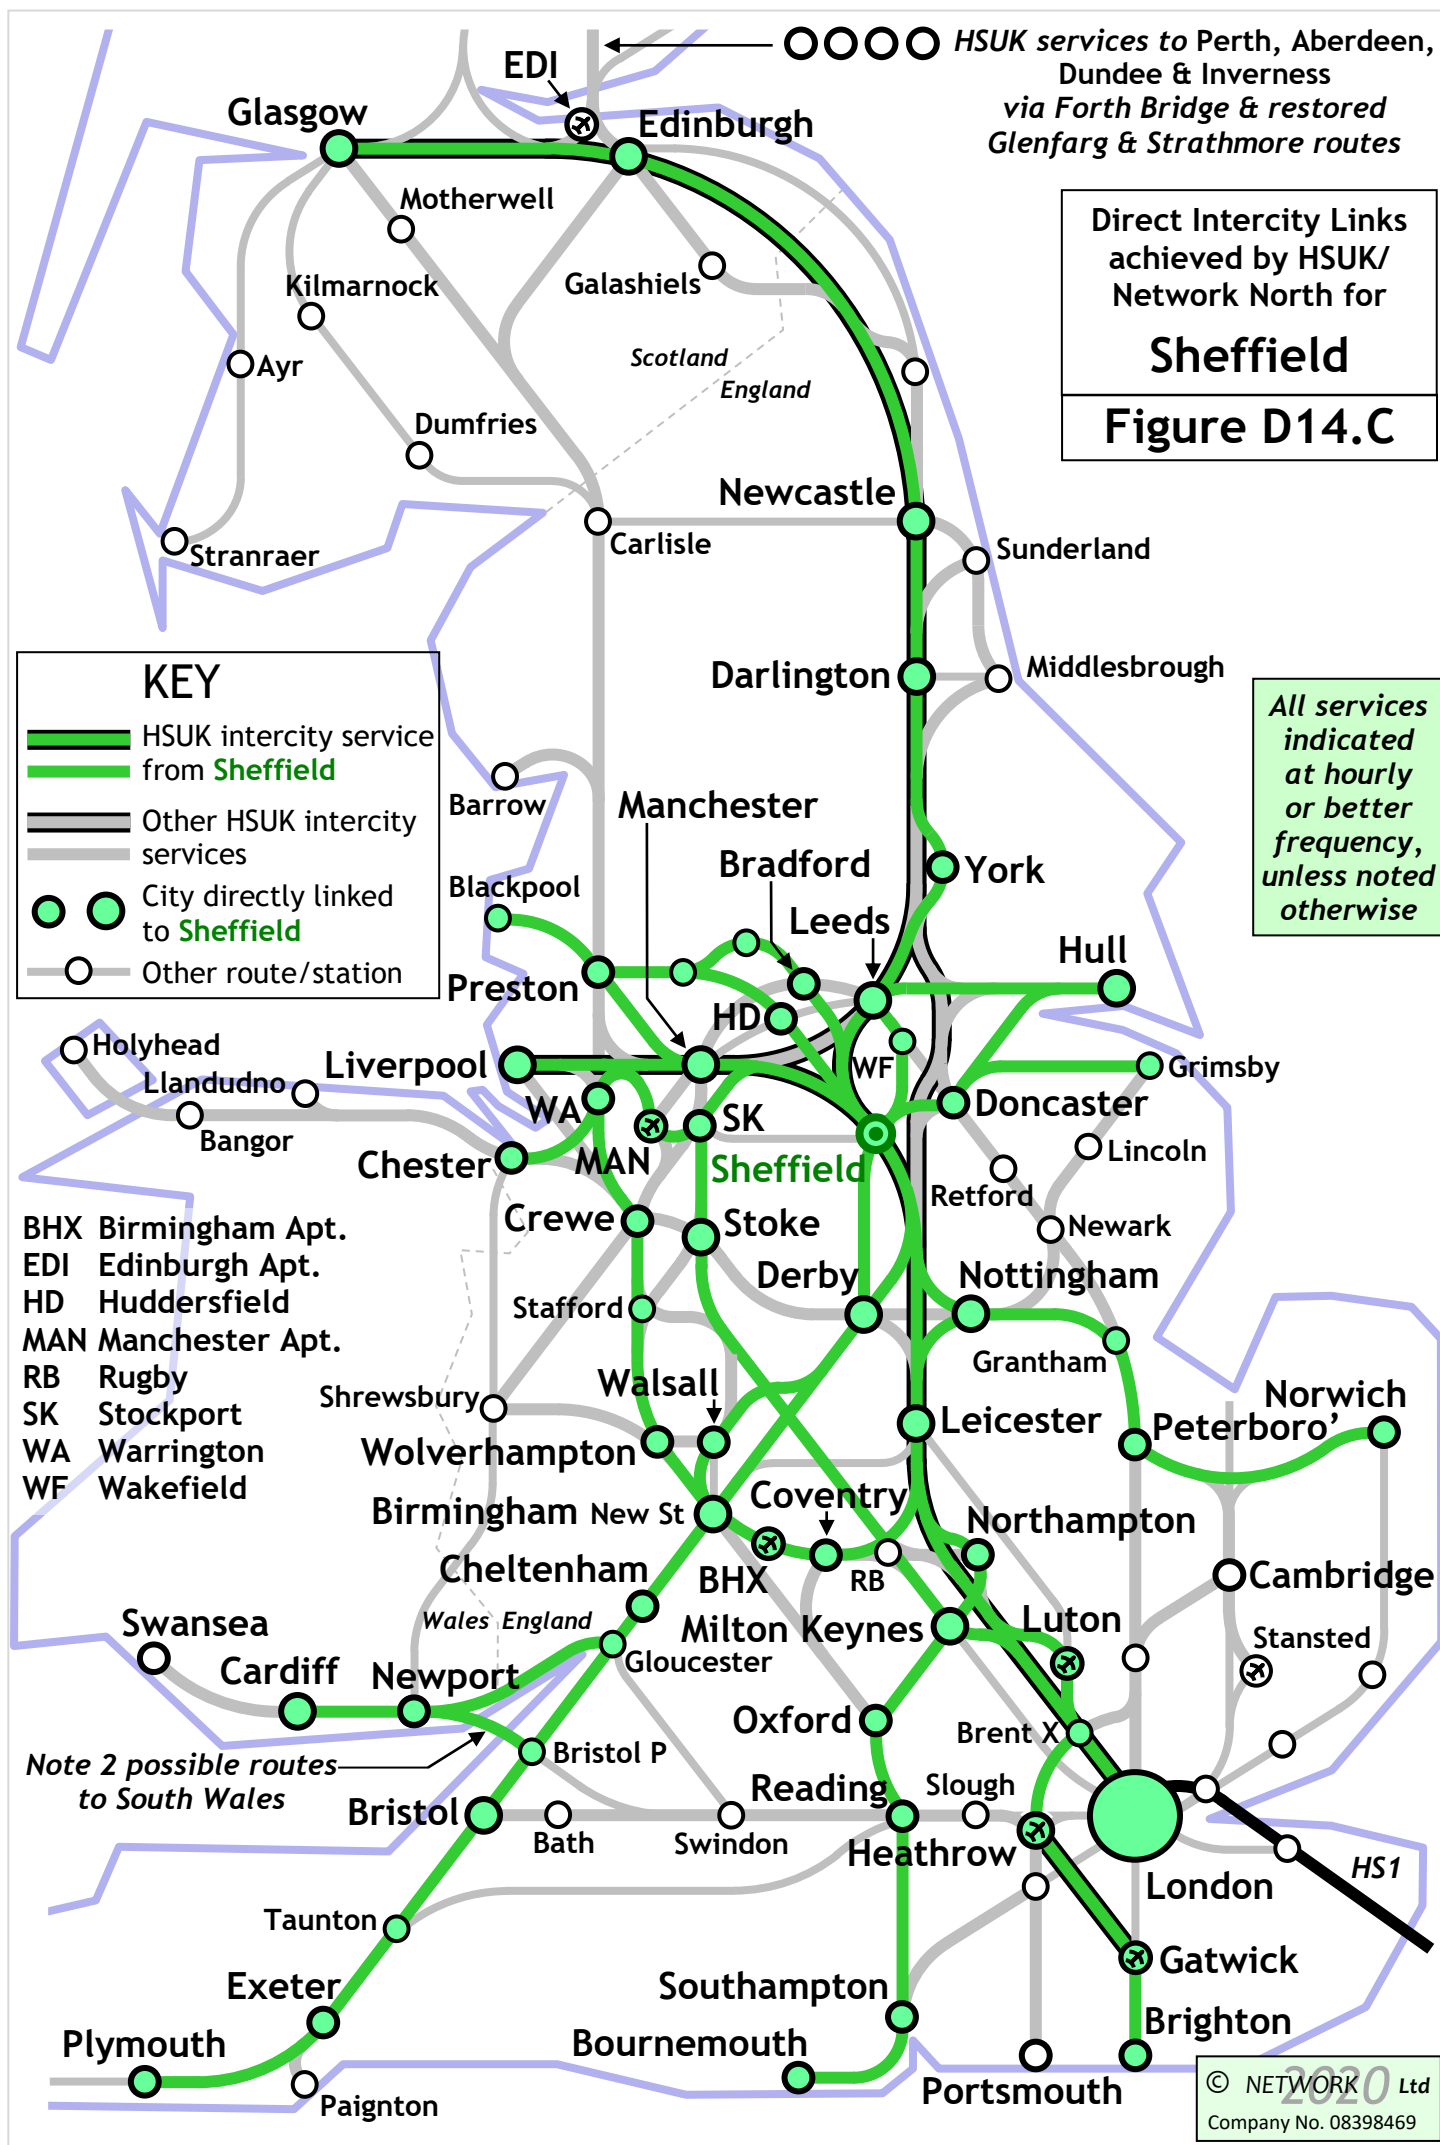 HSUK services to Perth, Aberdeen,
Dundee & Inverness
via Forth Bridge & restored
Glenfarg & Strathmore routes
EDI
Glasgow
Edinburgh
Direct Intercity Links
achieved by HSUK/
Network North for
Sheffield
Figure D14.C
Motherwell
Galashiels
Kilmarnock
Scotland
England
Ayr
Dumfries
Newcastle
Carlisle
Sunderland
Stranraer
Darlington
Middlesbrough
KEY
HSUK intercity service
from Sheffield
Other HSUK intercity
services
City directly linked
to Sheffield
Other route/station
All services
indicated
at hourly
or better
frequency,
unless noted
otherwise
Barrow
Manchester
Bradford
York
Blackpool
Leeds
Hull
Preston
HD
Holyhead
Liverpool
WF
Grimsby
Llandudno
WA
SK
Doncaster
Bangor
Chester
MAN
Sheffield
Lincoln
Retford
Crewe
Stoke
Newark
BHX Birmingham Apt.
EDI Edinburgh Apt.
HD Huddersfield
MAN Manchester Apt.
RB Rugby
SK Stockport
WA Warrington
WF Wakefield
Derby
Nottingham
Stafford
Grantham
Shrewsbury
Walsall
Norwich
Leicester
Peterboro’
Wolverhampton
Coventry
Birmingham New St
Northampton
Cheltenham
BHX
RB
Cambridge
Swansea
Wales England
Milton Keynes
Luton
Stansted
Cardiff
Newport
Gloucester
Oxford
Brent X
Note 2 possible routes
to South Wales
Bristol P
Reading
Slough
Bristol
Bath
Swindon
Heathrow
HS1
London
Taunton
Gatwick
Exeter
Southampton
Brighton
Plymouth
Bournemouth
Portsmouth
Paignton
© NETWORK 2020 Ltd
Company No. 08398469